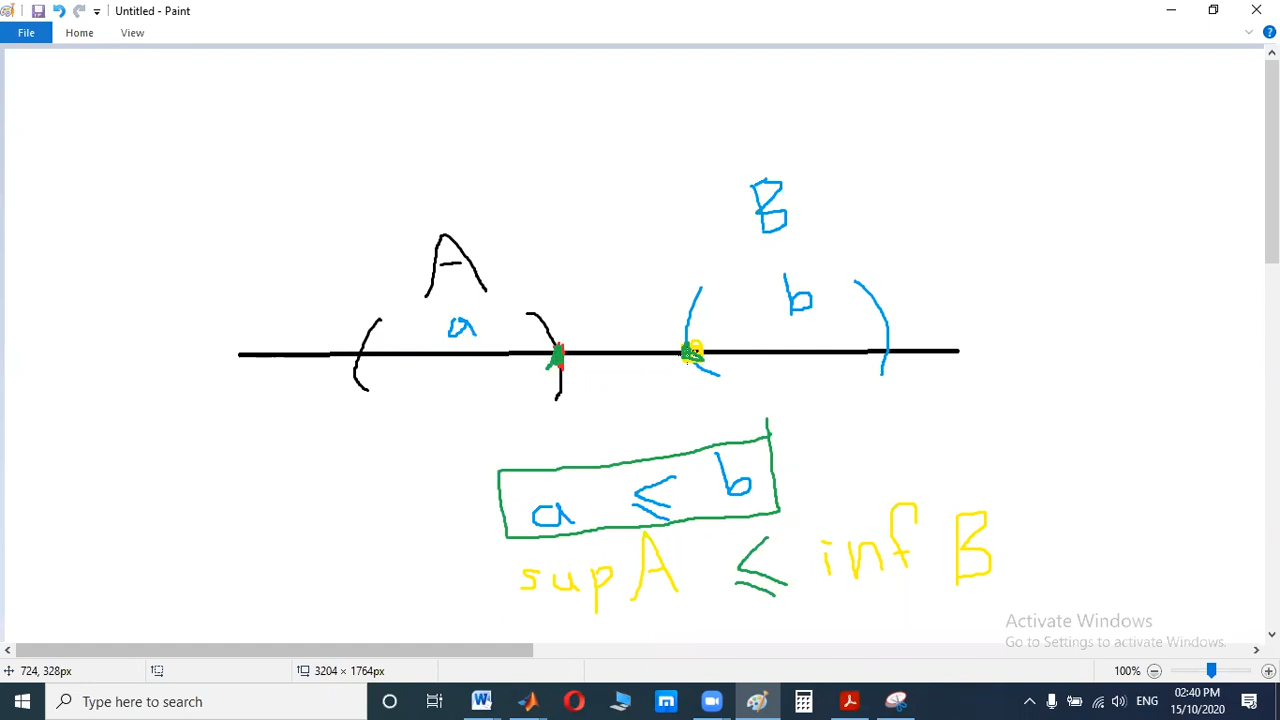 Untitled - Paint
File Home View
B
A
b
a
a ≤ b
sup A ≤ inf B
Activate Windows
Go to Settings to activate Windows.
724, 328px
3204 × 1764px
100%
Type here to search
ENG
02:40 PM
15/10/2020